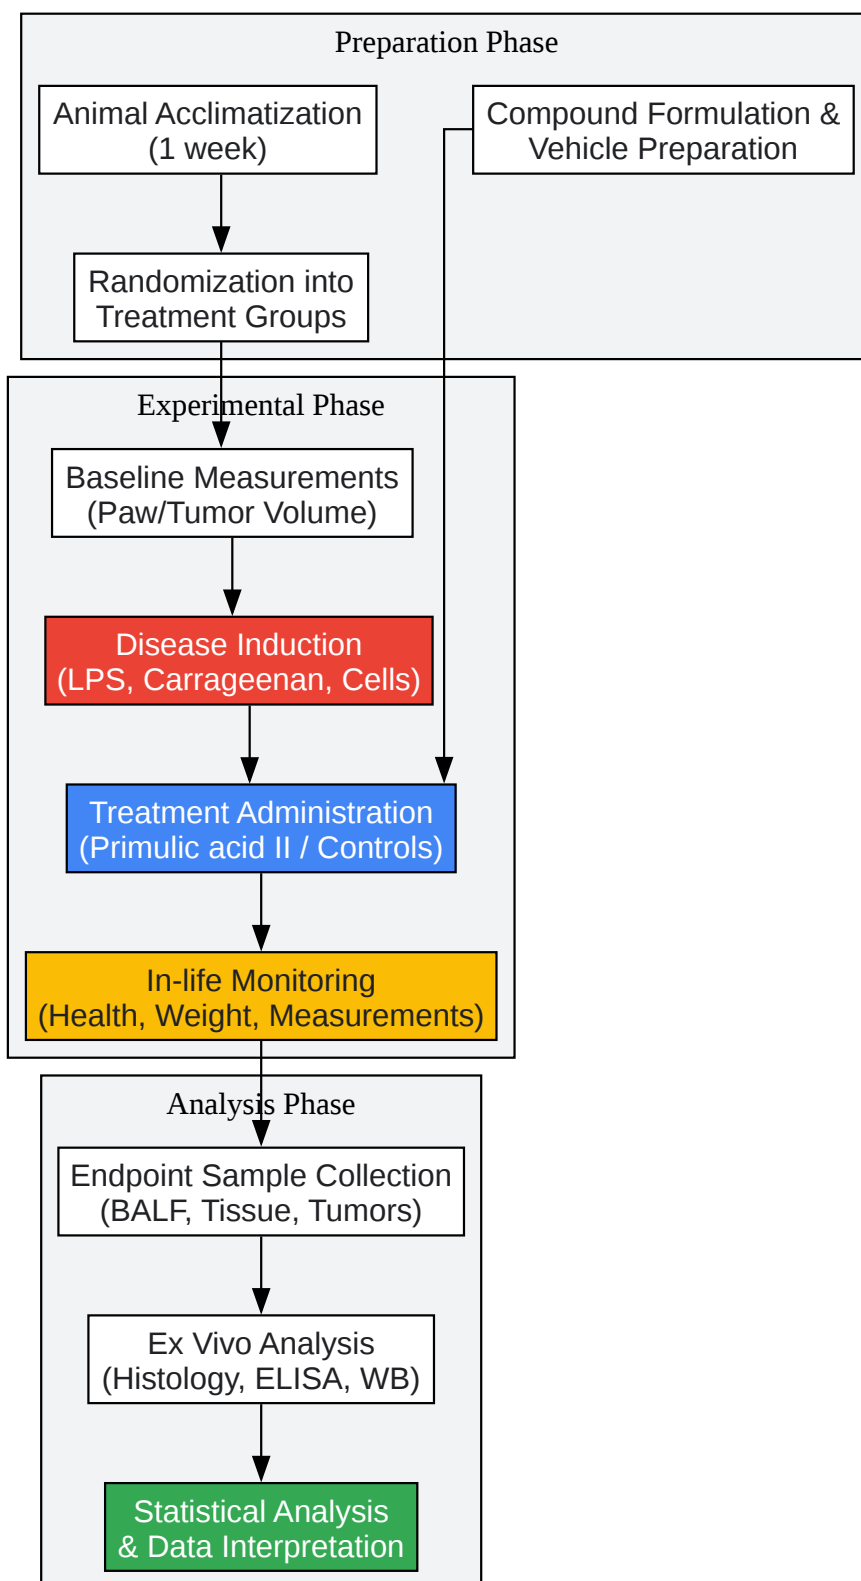 Preparation Phase
Animal Acclimatization
(1 week)
Compound Formulation &
Vehicle Preparation
Randomization into
Treatment Groups
Experimental Phase
Baseline Measurements
(Paw/Tumor Volume)
Disease Induction
(LPS, Carrageenan, Cells)
Treatment Administration
(Primulic acid II / Controls)
In-life Monitoring
(Health, Weight, Measurements)
Analysis Phase
Endpoint Sample Collection
(BALF, Tissue, Tumors)
Ex Vivo Analysis
(Histology, ELISA, WB)
Statistical Analysis
& Data Interpretation